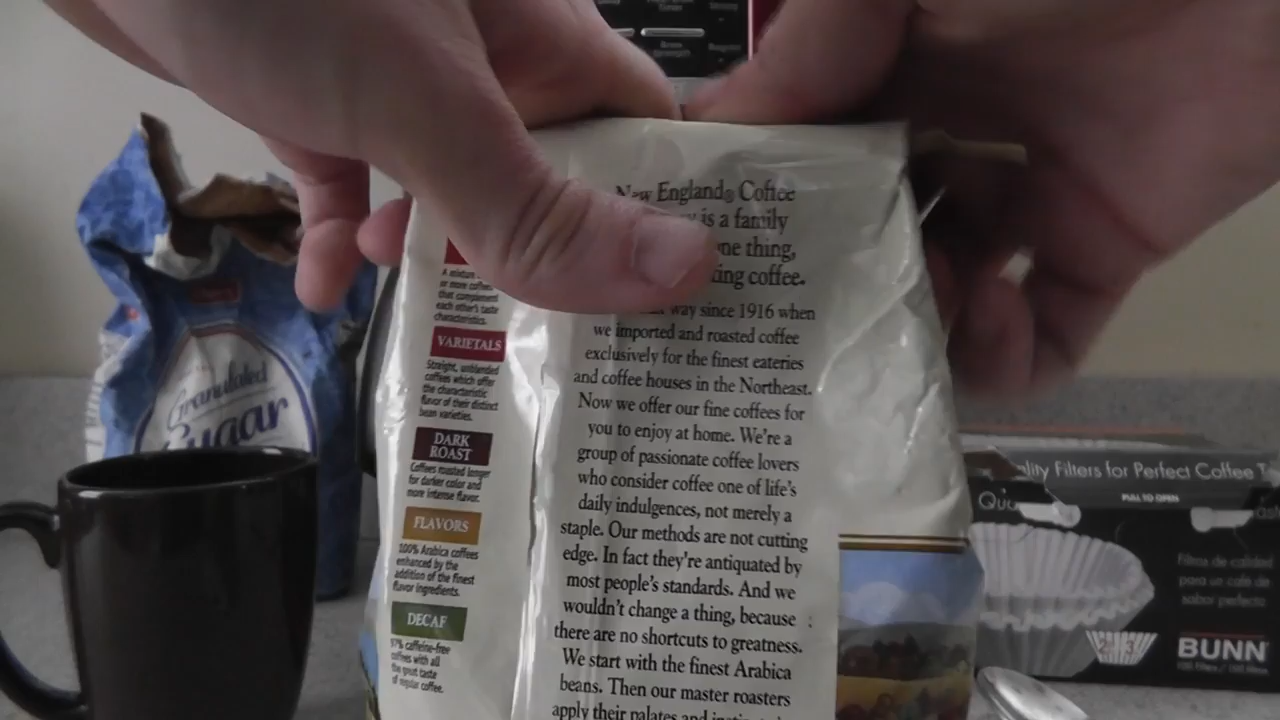 New England® Coffee
is a family
one thing,
coffee.
way since 1916 when
we imported and roasted coffee
exclusively for the finest eateries
and coffee houses in the Northeast.
Now we offer our fine coffees for
you to enjoy at home. We're a
group of passionate coffee lovers
who consider coffee one of life's
daily indulgences, not merely a
staple. Our methods are not cutting
edge. In fact they're antiquated by
most people's standards. And we
wouldn't change a thing, because
there are no shortcuts to greatness.
We start with the finest Arabica
beans. Then our master roasters
apply their palates and
A mixture
or more coffees
that complement
each other's taste
characteristics.
VARIETALS
Straight, unblended
coffees which offer
the characteristic
flavor of their distinct
bean varieties.
DARK
ROAST
Coffees roasted longer
for darker color and
more intense flavor.
FLAVORS
100% Arabica coffees
enhanced by the
addition of the finest
flavor ingredients.
DECAF
97% caffeine-free
coffees with all
the great taste
of regular coffee.
Granulated
Sugar
Filters for Perfect Coffee
PULL TO OPEN
Filtros de calidad
para un café de
sabor perfecto
BUNN